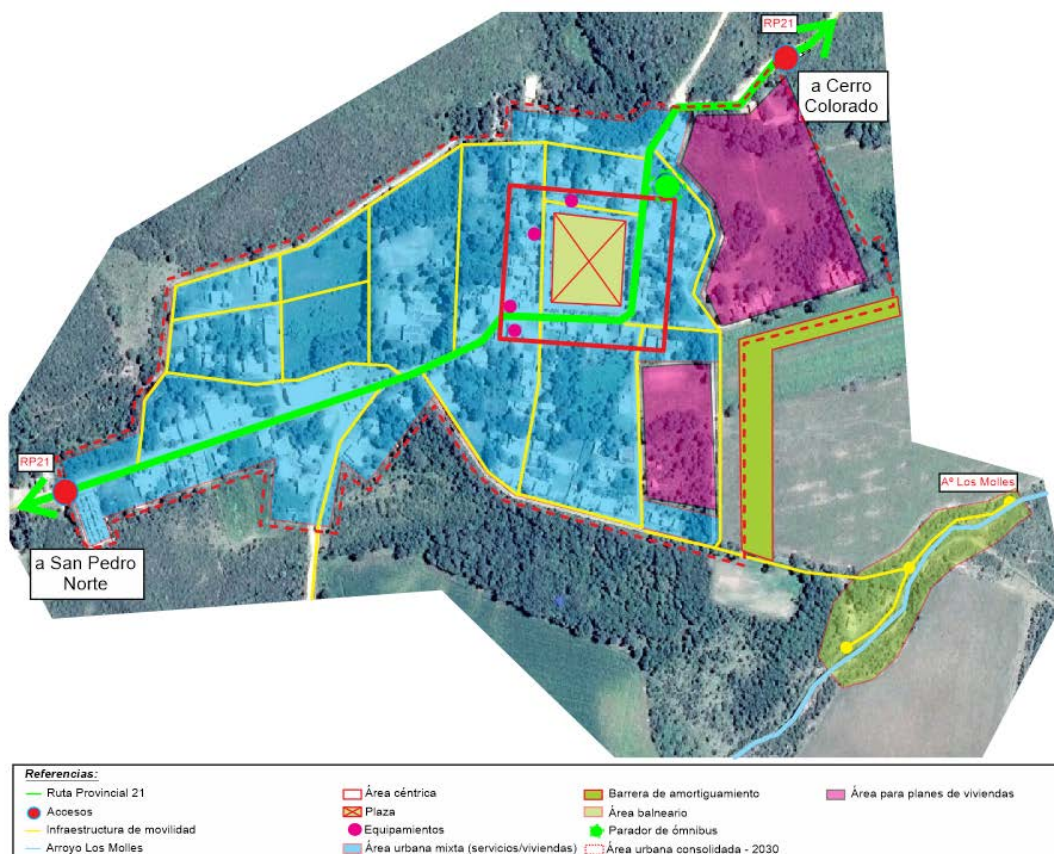 RP21
a Cerro
Colorado
RP21
Aº Los Molles
a San Pedro
Norte
Referencias:
Ruta Provincial 21
Accesos
Infraestructura de movilidad
Arroyo Los Molles
Área céntrica
Plaza
Equipamientos
Área urbana mixta (servicios/viviendas)
Barrera de amortiguamiento
Área balneario
Parador de ómnibus
Área urbana consolidada - 2030
Área para planes de viviendas